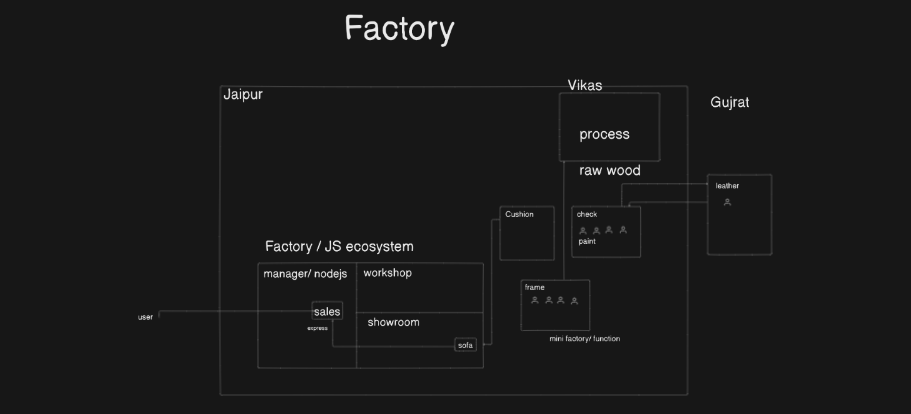 Factory
Jaipur
Vikas
Gujrat
process
raw wood
leather
Cushion
check
paint
Factory / JS ecosystem
manager/ nodejs
workshop
frame
sales
user
express
showroom
sofa
mini factory/ function